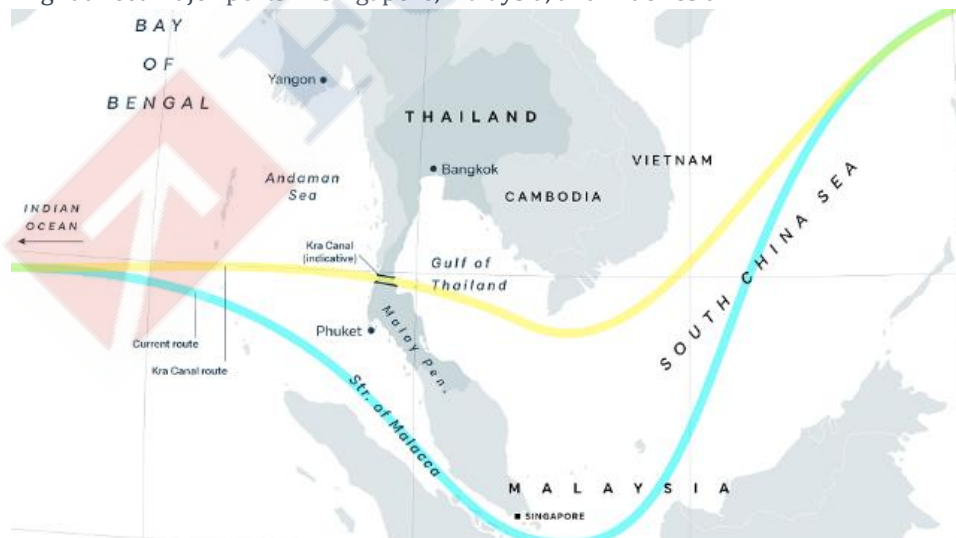 BAY
OF
BENGAL
Yangon
THAILAND
Bangkok
VIETNAM
CAMBODIA
Andaman
Sea
INDIAN
OCEAN
Kra Canal
(indicative)
Gulf of
Thailand
SOUTH CHINA SEA
Phuket
Malay Pen.
Current route
Kra Canal route
Str. of Malacca
MALAYSIA
SINGAPORE